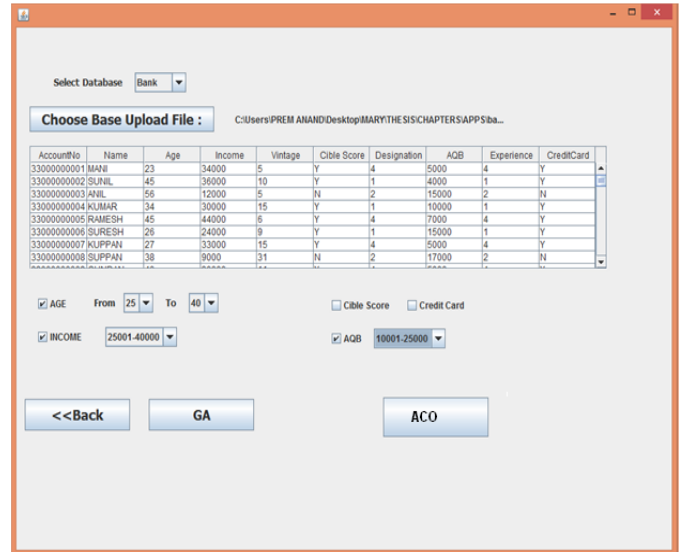 Select Database Bank
Choose Base Upload File : C:\Users\PREM ANAND\Desktop\MARY\THESIS\CHAPTERS\APPS\ba...
AccountNo Name Age Income Vintage Cible Score Designation AQB Experience CreditCard
33000000001 MANI 23 34000 5 Y 4 5000 4 Y
33000000002 SUNIL 45 36000 10 Y 1 4000 1 Y
33000000003 ANIL 56 12000 5 N 2 15000 2 N
33000000004 KUMAR 34 30000 15 Y 1 10000 1 Y
33000000005 RAMESH 45 44000 6 Y 4 7000 4 Y
33000000006 SURESH 26 24000 9 Y 1 15000 1 Y
33000000007 KUPPAN 27 33000 15 Y 4 5000 4 Y
33000000008 SUPPAN 38 9000 31 N 2 17000 2 N
AGE From 25 To 40 Cible Score Credit Card
INCOME 25001-40000 AQB 10001-25000
<<Back GA ACO